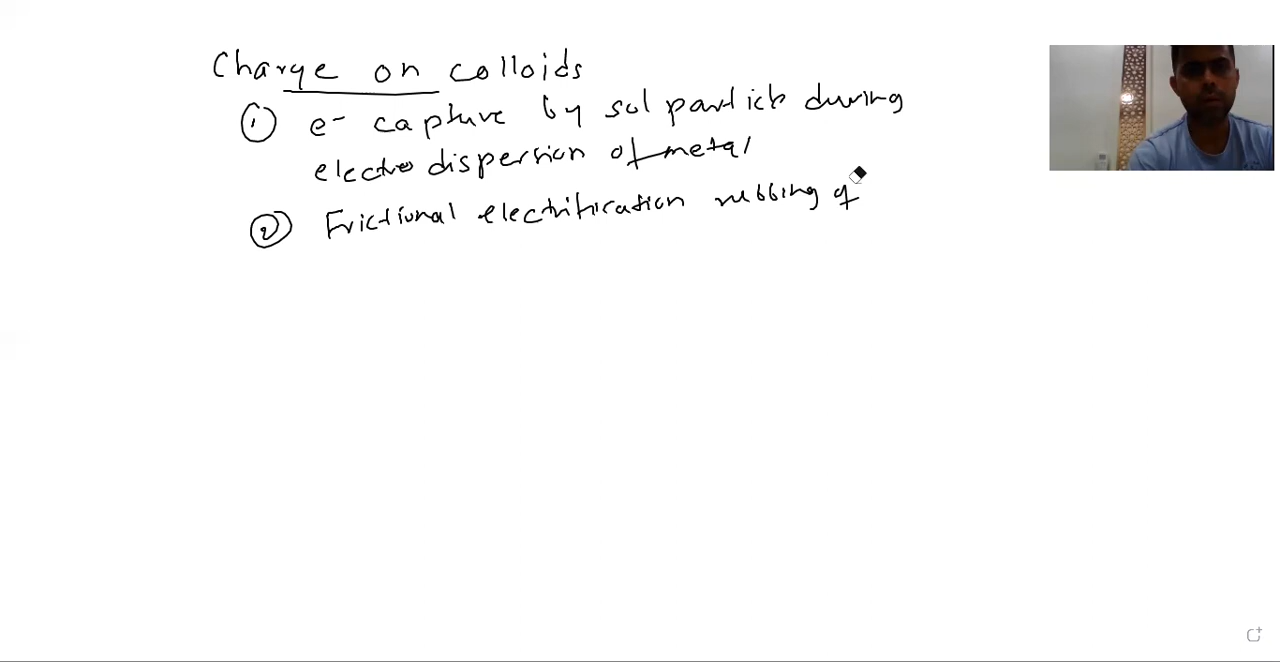 Charge on colloids
① e- capture by sol particle during
electro dispersion of metal
② Frictional electrification rubbing of